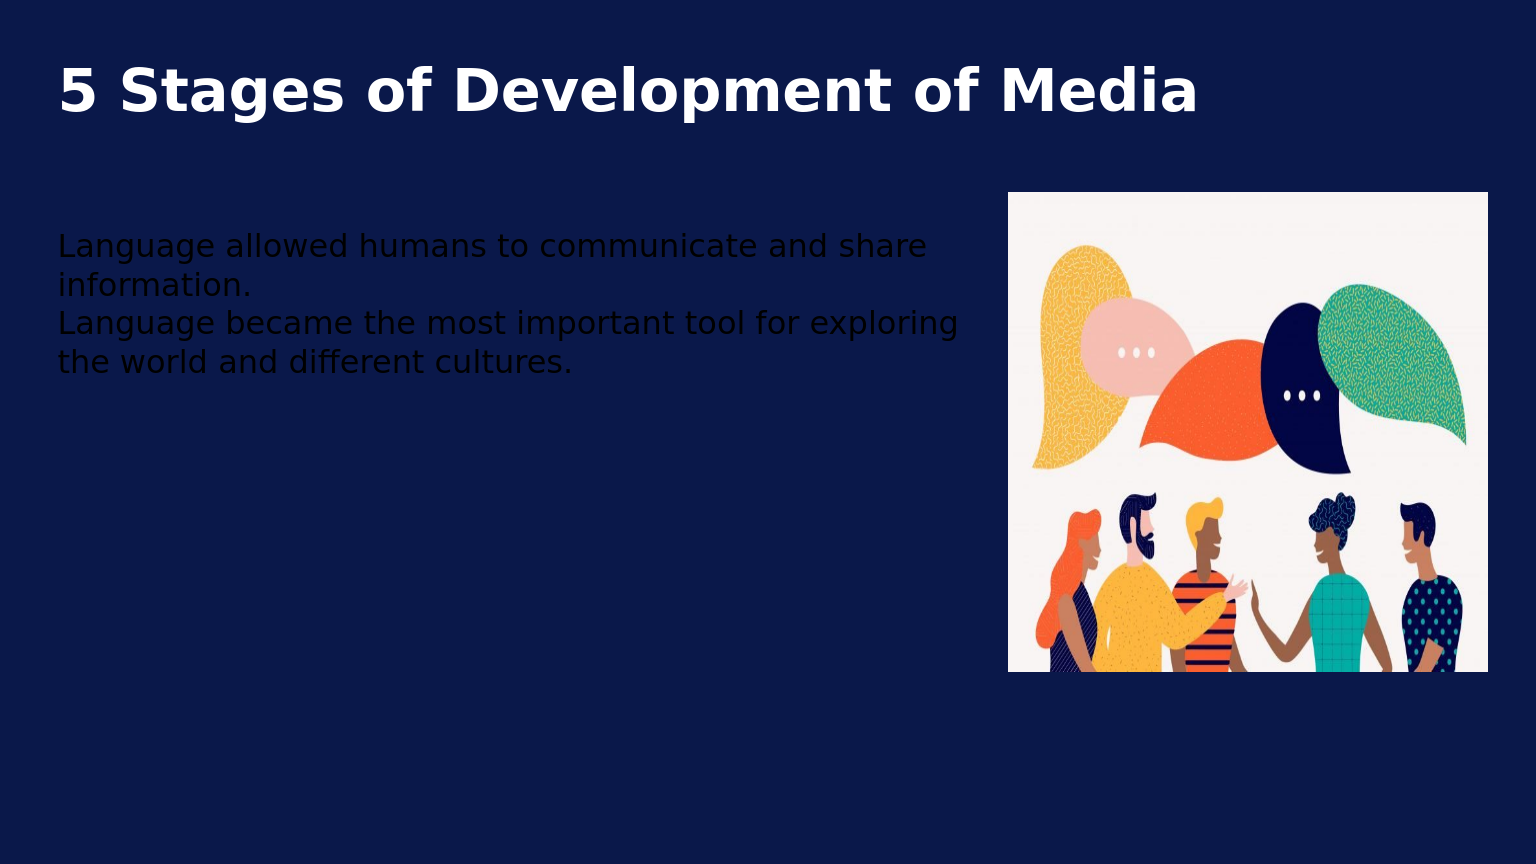 5 Stages of Development of Media
Language allowed humans to communicate and share
information.
Language became the most important tool for exploring
the world and different cultures.